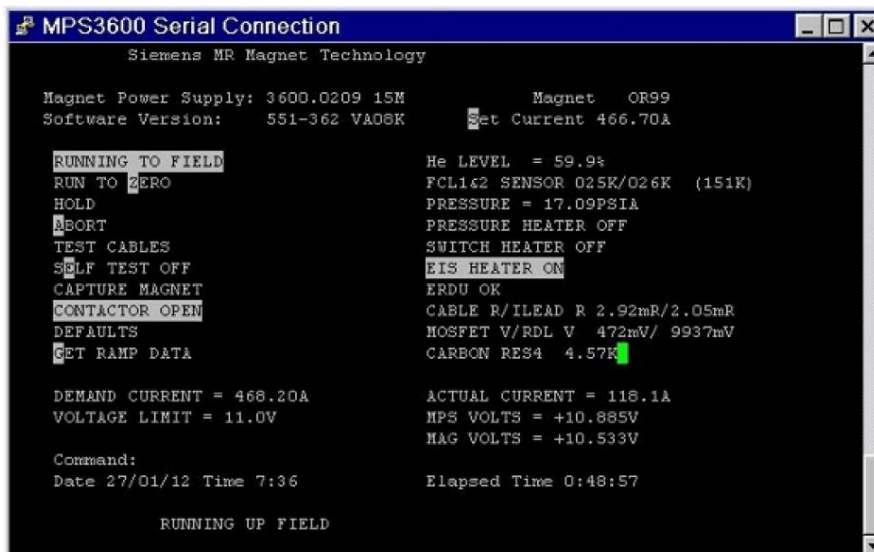 MPS3600 Serial Connection
Siemens MR Magnet Technology
Magnet Power Supply: 3600.0209 15M Magnet OR99
Software Version: 551-362 VA08K Set Current 466.70A
RUNNING TO FIELD He LEVEL = 59.9%
RUN TO ZERO FCL1&2 SENSOR 025K/026K (151K)
HOLD PRESSURE = 17.09PSIA
ABORT PRESSURE HEATER OFF
TEST CABLES SWITCH HEATER OFF
SELF TEST OFF EIS HEATER ON
CAPTURE MAGNET ERDU OK
CONTACTOR OPEN CABLE R/ILEAD R 2.92mR/2.05mR
DEFAULTS MOSFET V/RDL V 472mV/ 9937mV
GET RAMP DATA CARBON RES4 4.57K
DEMAND CURRENT = 468.20A ACTUAL CURRENT = 118.1A
VOLTAGE LIMIT = 11.0V MPS VOLTS = +10.885V
MAG VOLTS = +10.533V
Command:
Date 27/01/12 Time 7:36 Elapsed Time 0:48:57
RUNNING UP FIELD